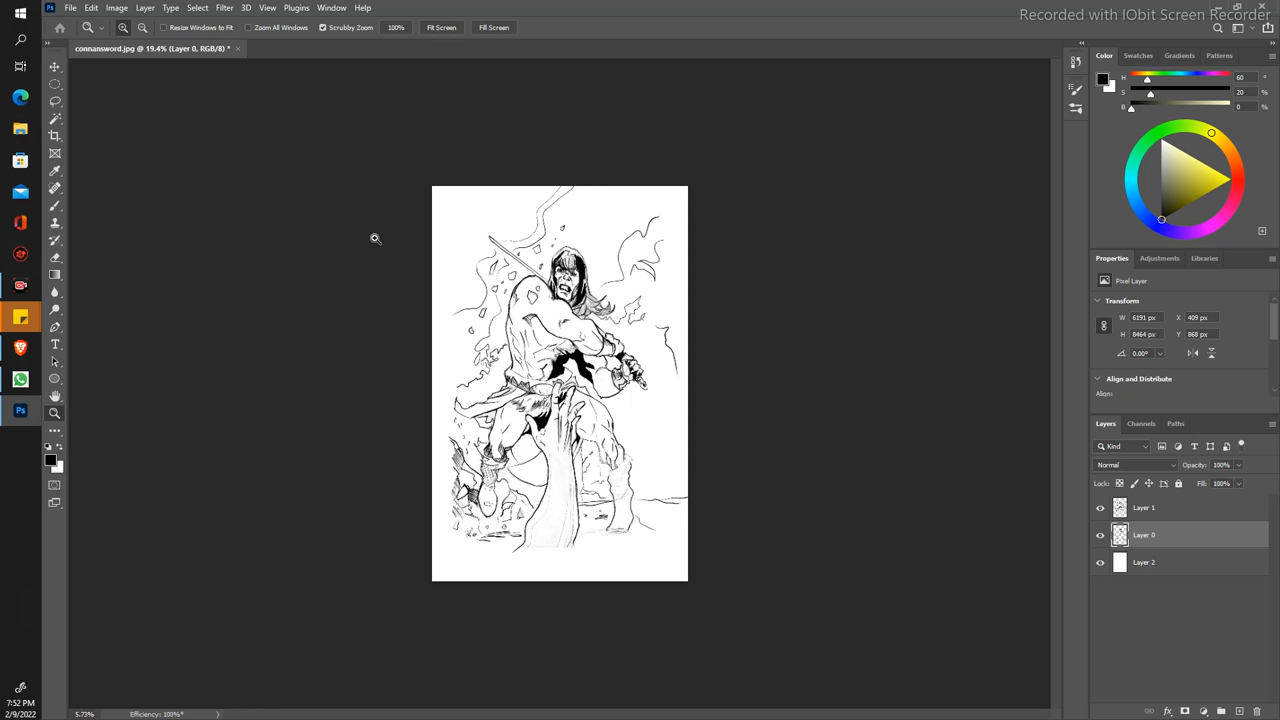 Ps File Edit Image Layer Type Select Filter 3D View Plugins Window Help
Recorded with IObit Screen Recorder
Resize Windows to Fit Zoom All Windows Scrubby Zoom 100% Fit Screen Fill Screen
connansword.jpg @ 19.4% (Layer 0, RGB/8) * ×
Color Swatches Gradients Patterns
H 60 °
S 20 %
B 0 %
Properties Adjustments Libraries
Pixel Layer
Transform
W 6191 px X 409 px
H 8464 px Y 868 px
0.00°
Align and Distribute
Align:
Layers Channels Paths
Kind
Normal Opacity: 100%
Lock: Fill: 100%
Layer 1
Layer 0
Layer 2
Ps
7:52 PM
2/9/2022
5.73% Efficiency: 100%*